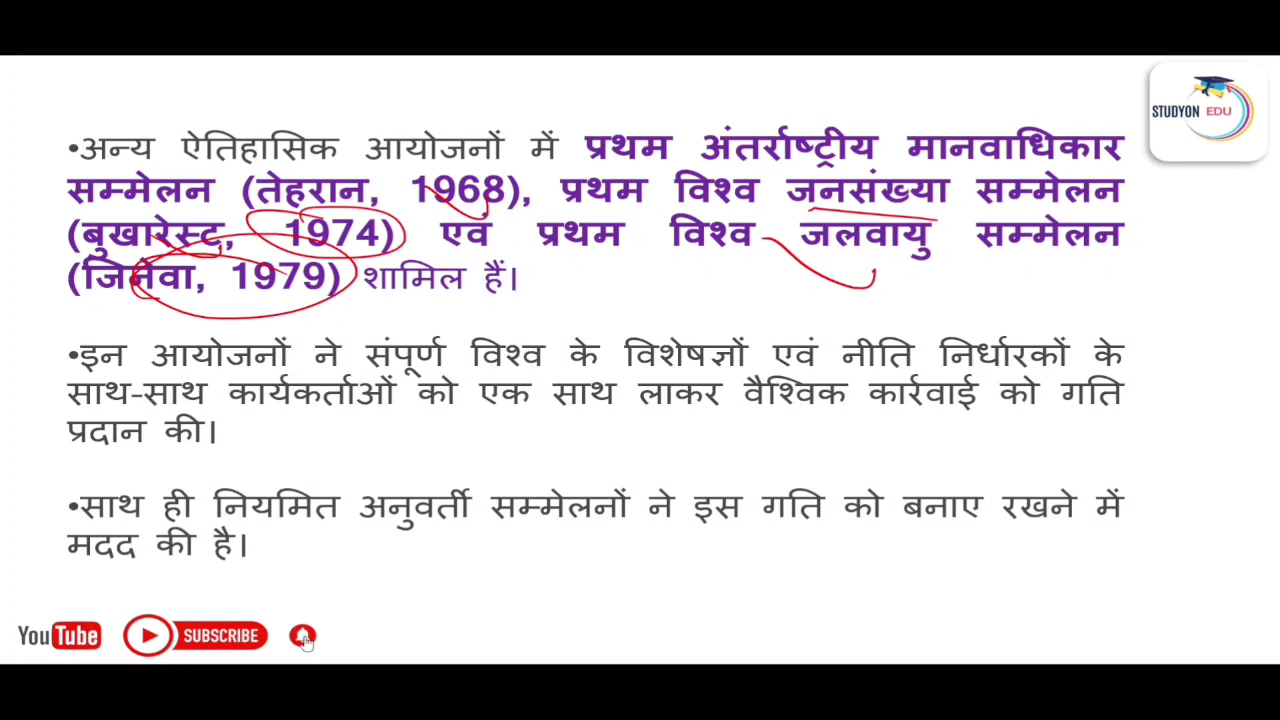 STUDYON EDU
•अन्य ऐतिहासिक आयोजनों में प्रथम अंतर्राष्ट्रीय मानवाधिकार
सम्मेलन (तेहरान, 1968), प्रथम विश्व जनसंख्या सम्मेलन
(बुखारेस्ट, 1974) एवं प्रथम विश्व जलवायु सम्मेलन
(जिनेवा, 1979) शामिल हैं।
•इन आयोजनों ने संपूर्ण विश्व के विशेषज्ञों एवं नीति निर्धारकों के
साथ-साथ कार्यकर्ताओं को एक साथ लाकर वैश्विक कार्रवाई को गति
प्रदान की।
•साथ ही नियमित अनुवर्ती सम्मेलनों ने इस गति को बनाए रखने में
मदद की है।
YouTube SUBSCRIBE